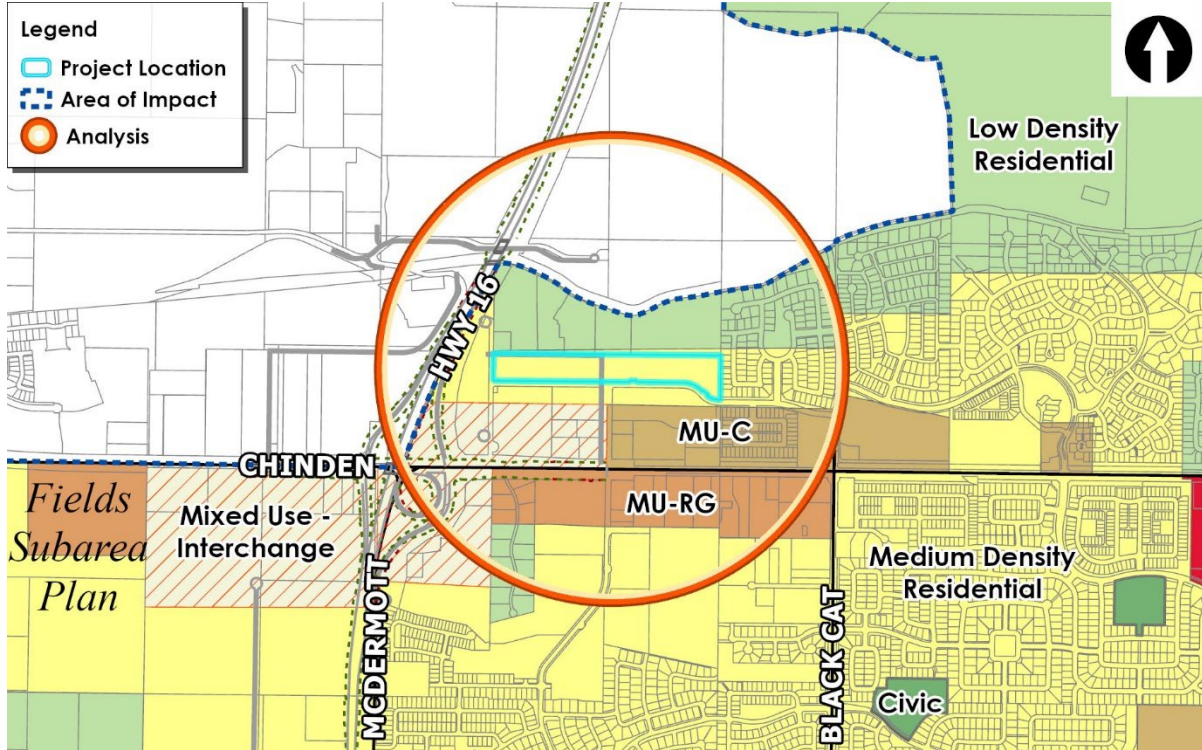 Legend
Project Location
Area of Impact
Analysis
Low Density
Residential
HWY 16
MU-C
CHINDEN
Fields
Subarea
Plan
Mixed Use -
Interchange
MU-RG
MCDERMOTT
Medium Density
Residential
BLACK CAT
Civic